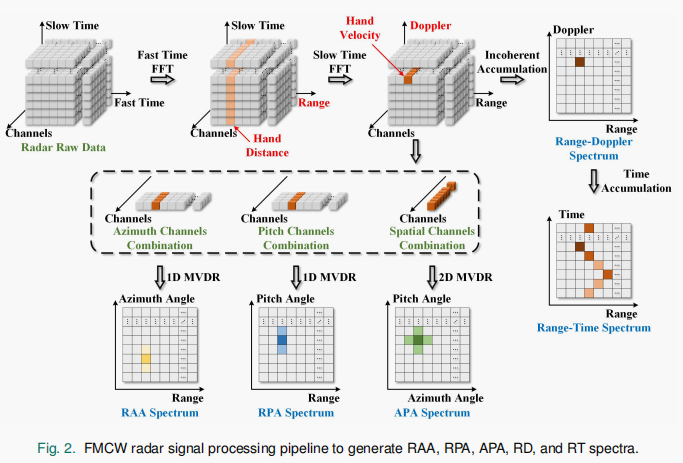 Slow Time
Fast Time
Channels
Radar Raw Data
Fast Time
FFT
Slow Time
Range
Channels
Hand
Distance
Slow Time
FFT
Hand
Velocity
Doppler
Range
Channels
Incoherent
Accumulation
Doppler
Range
Range-Doppler
Spectrum
Time
Accumulation
Channels
Azimuth Channels
Combination
Channels
Pitch Channels
Combination
Channels
Spatial Channels
Combination
1D MVDR
1D MVDR
2D MVDR
Time
Range
Range-Time Spectrum
Azimuth Angle
Range
RAA Spectrum
Pitch Angle
Range
RPA Spectrum
Pitch Angle
Azimuth Angle
APA Spectrum
Fig. 2. FMCW radar signal processing pipeline to generate RAA, RPA, APA, RD, and RT spectra.